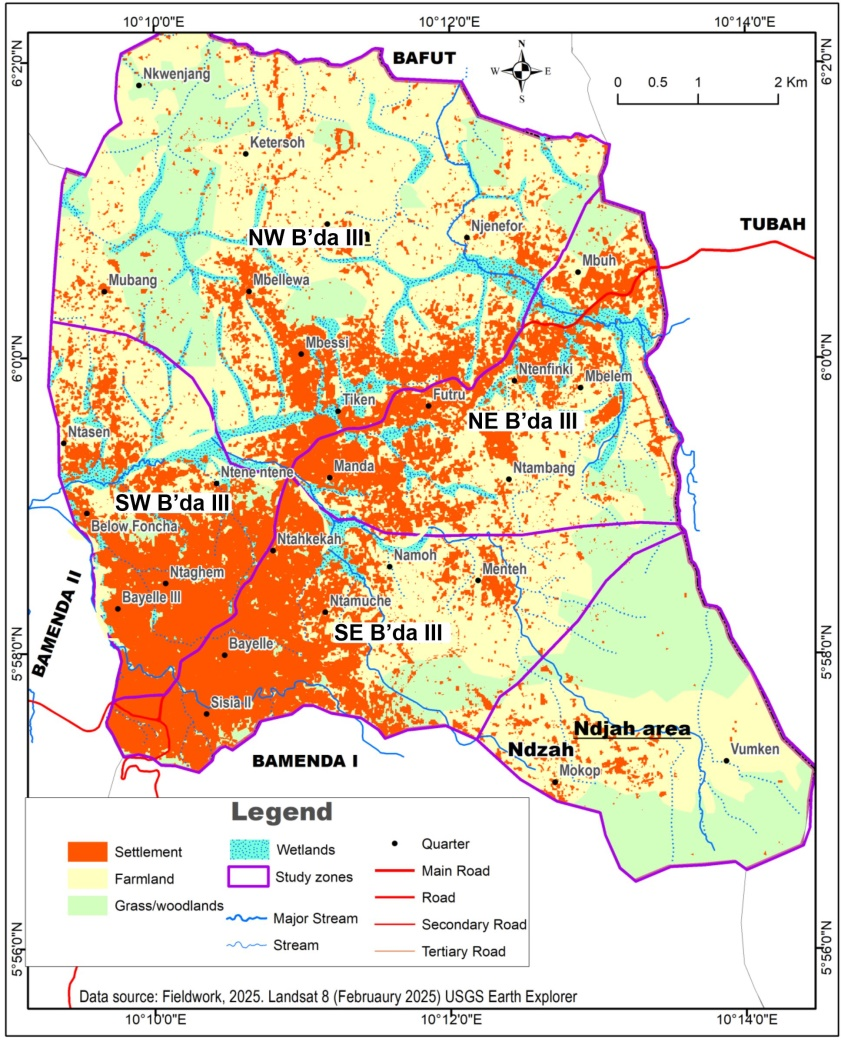 10°10'0"E 10°12'0"E 10°14'0"E
6°2'0"N
6°2'0"N
BAFUT
N
W E
S
0 0.5 1 2 Km
Nkwenjang
Ketersoh
NW B'da III
Njenefor
TUBAH
Mbuh
Mubang
Mbellewa
6°0'0"N
6°0'0"N
Mbessi
Ntenfinki
Mbelem
Tiken
Futru
NE B'da III
Ntasen
Manda
Ntambang
Ntene-ntene
SW B'da III
Below Foncha
Ntahkekah
Namoh
Menteh
Ntaghem
Bayelle III
Ntamuche
SE B'da III
BAMENDA II
Bayelle
5°58'0"N
5°58'0"N
Sisia II
Ndjah area
Ndzah
Vumken
BAMENDA I
Mokop
Legend
Settlement
Farmland
Grass/woodlands
Wetlands
Study zones
Major Stream
Stream
Quarter
Main Road
Road
Secondary Road
Tertiary Road
5°56'0"N
5°56'0"N
Data source: Fieldwork, 2025. Landsat 8 (Febraury 2025) USGS Earth Explorer
10°10'0"E 10°12'0"E 10°14'0"E